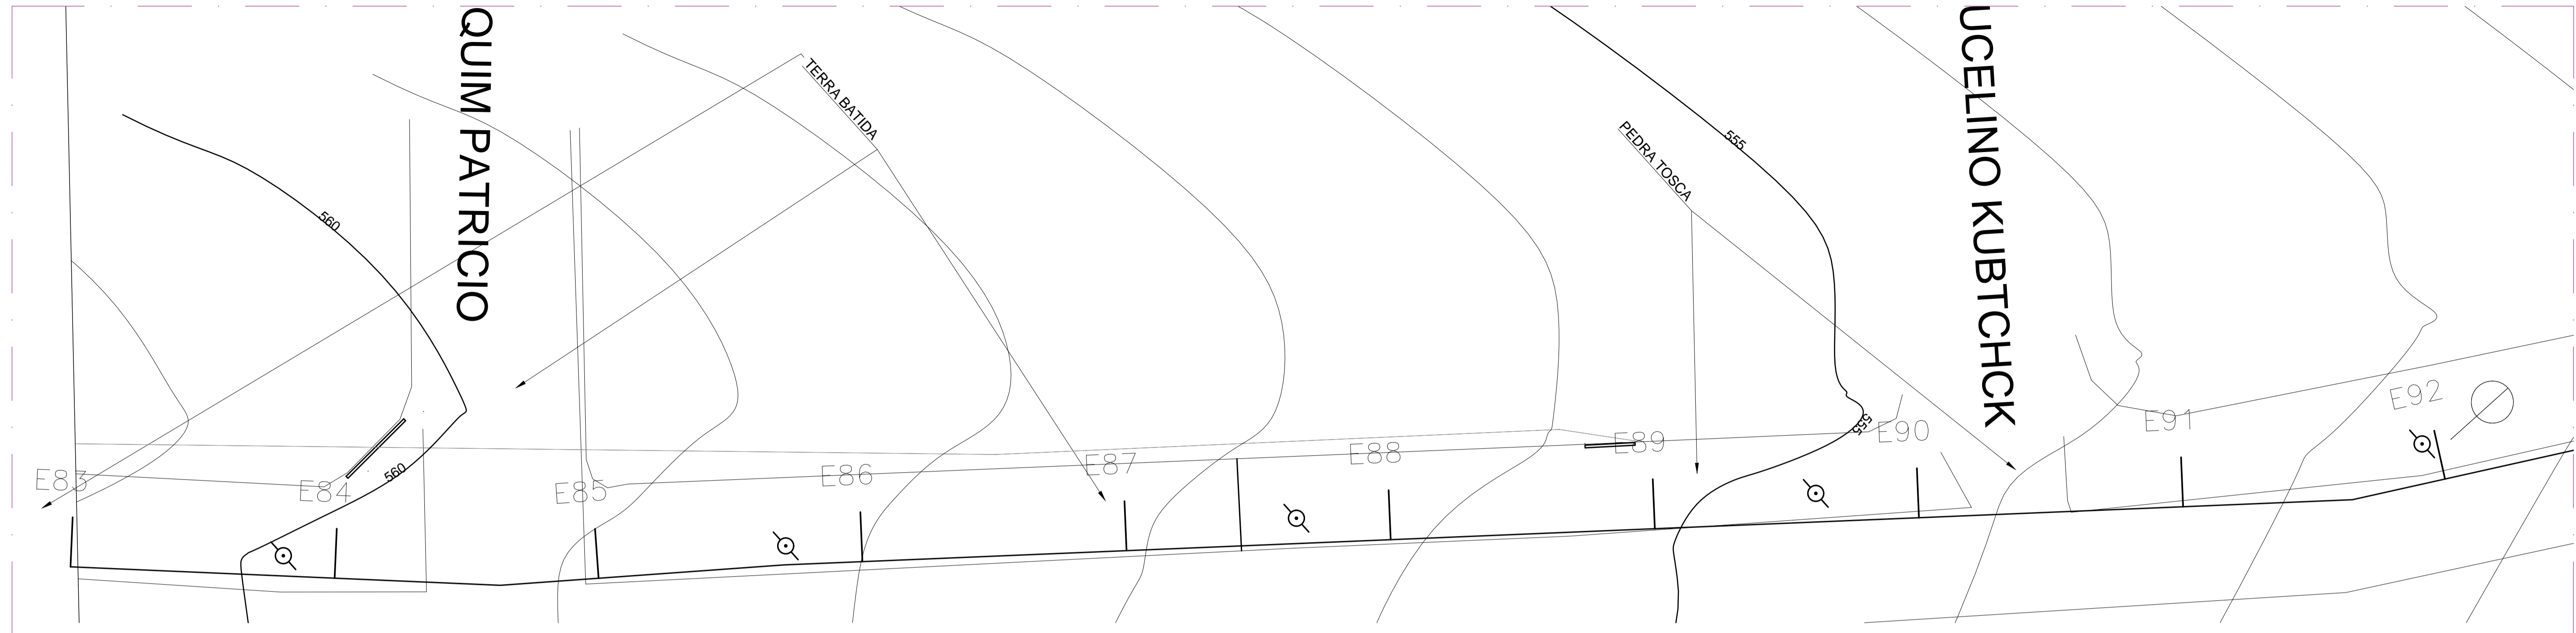 QUIM PATRICIO
UCELINO KUBTCHCK
TERRA BATIDA
PEDRA TOSCA
555
560
560
555
E83
E84
E85
E86
E87
E88
E89
E90
E91
E92